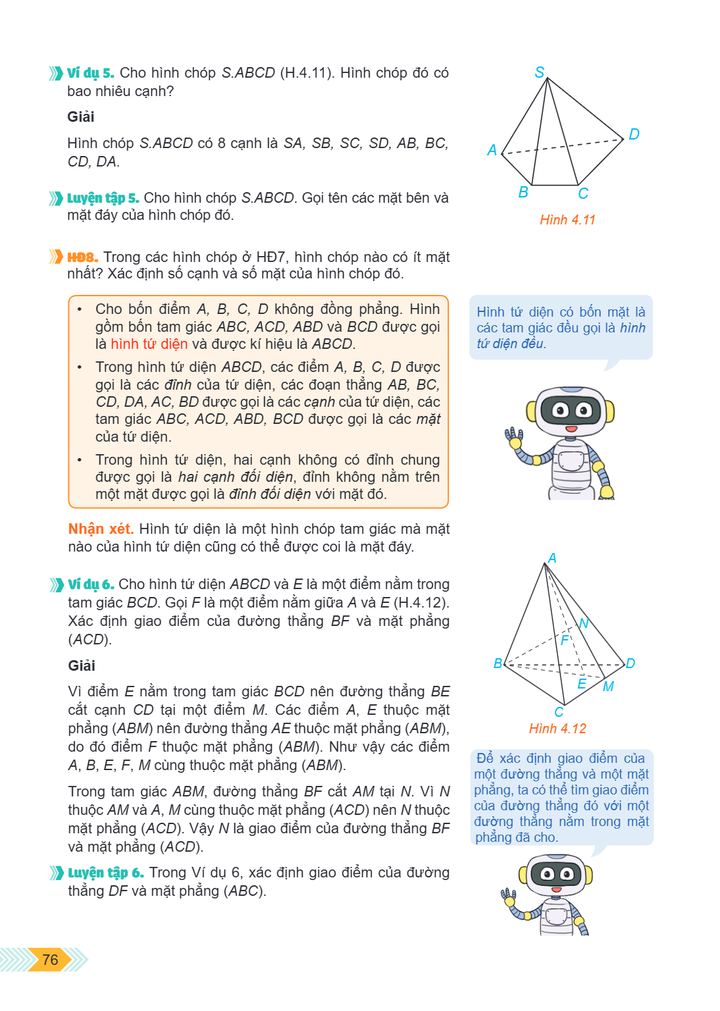 Ví dụ 5. Cho hình chóp S.ABCD (H.4.11). Hình chóp đó có
bao nhiêu cạnh?
Giải
Hình chóp S.ABCD có 8 cạnh là SA, SB, SC, SD, AB, BC,
CD, DA.
Luyện tập 5. Cho hình chóp S.ABCD. Gọi tên các mặt bên và
mặt đáy của hình chóp đó.
S
A
D
B
C
Hình 4.11
HĐ8. Trong các hình chóp ở HĐ7, hình chóp nào có ít mặt
nhất? Xác định số cạnh và số mặt của hình chóp đó.
• Cho bốn điểm A, B, C, D không đồng phẳng. Hình
gồm bốn tam giác ABC, ACD, ABD và BCD được gọi
là hình tứ diện và được kí hiệu là ABCD.
• Trong hình tứ diện ABCD, các điểm A, B, C, D được
gọi là các đỉnh của tứ diện, các đoạn thẳng AB, BC,
CD, DA, AC, BD được gọi là các cạnh của tứ diện, các
tam giác ABC, ACD, ABD, BCD được gọi là các mặt
của tứ diện.
• Trong hình tứ diện, hai cạnh không có đỉnh chung
được gọi là hai cạnh đối diện, đỉnh không nằm trên
một mặt được gọi là đỉnh đối diện với mặt đó.
Hình tứ diện có bốn mặt là
các tam giác đều gọi là hình
tứ diện đều.
Nhận xét. Hình tứ diện là một hình chóp tam giác mà mặt
nào của hình tứ diện cũng có thể được coi là mặt đáy.
Ví dụ 6. Cho hình tứ diện ABCD và E là một điểm nằm trong
tam giác BCD. Gọi F là một điểm nằm giữa A và E (H.4.12).
Xác định giao điểm của đường thẳng BF và mặt phẳng
(ACD).
Giải
Vì điểm E nằm trong tam giác BCD nên đường thẳng BE
cắt cạnh CD tại một điểm M. Các điểm A, E thuộc mặt
phẳng (ABM) nên đường thẳng AE thuộc mặt phẳng (ABM),
do đó điểm F thuộc mặt phẳng (ABM). Như vậy các điểm
A, B, E, F, M cùng thuộc mặt phẳng (ABM).
Trong tam giác ABM, đường thẳng BF cắt AM tại N. Vì N
thuộc AM và A, M cùng thuộc mặt phẳng (ACD) nên N thuộc
mặt phẳng (ACD). Vậy N là giao điểm của đường thẳng BF
và mặt phẳng (ACD).
A
N
F
B
D
E
M
C
Hình 4.12
Để xác định giao điểm của
một đường thẳng và một mặt
phẳng, ta có thể tìm giao điểm
của đường thẳng đó với một
đường thẳng nằm trong mặt
phẳng đã cho.
Luyện tập 6. Trong Ví dụ 6, xác định giao điểm của đường
thẳng DF và mặt phẳng (ABC).
76